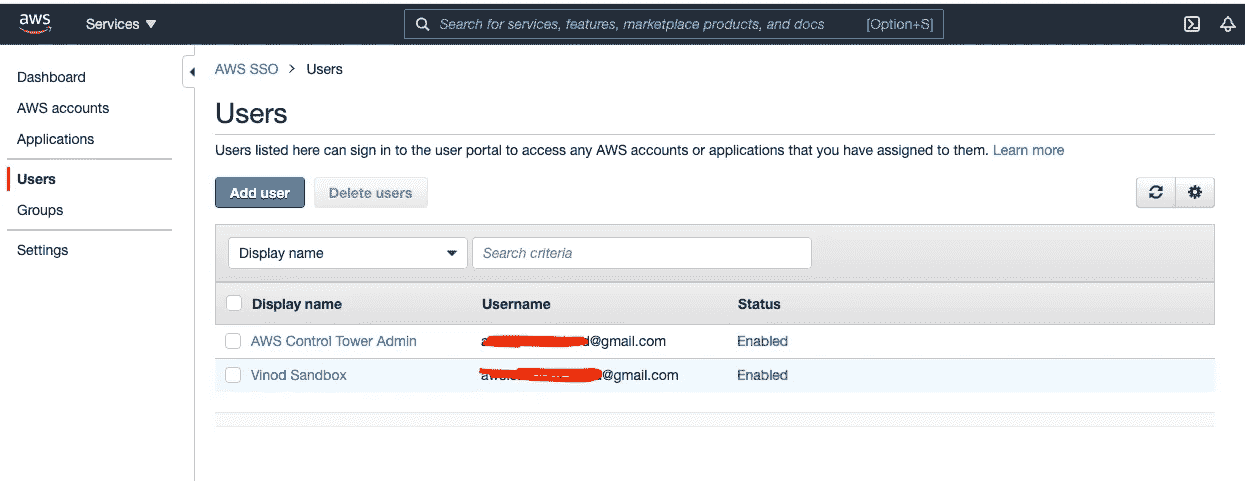 aws Services Search for services, features, marketplace products, and docs [Option+S]
Dashboard
AWS accounts
Applications
Users
Groups
Settings
AWS SSO > Users
Users
Users listed here can sign in to the user portal to access any AWS accounts or applications that you have assigned to them. Learn more
Add user Delete users
Display name Search criteria
Display name Username Status
AWS Control Tower Admin @gmail.com Enabled
Vinod Sandbox @gmail.com Enabled